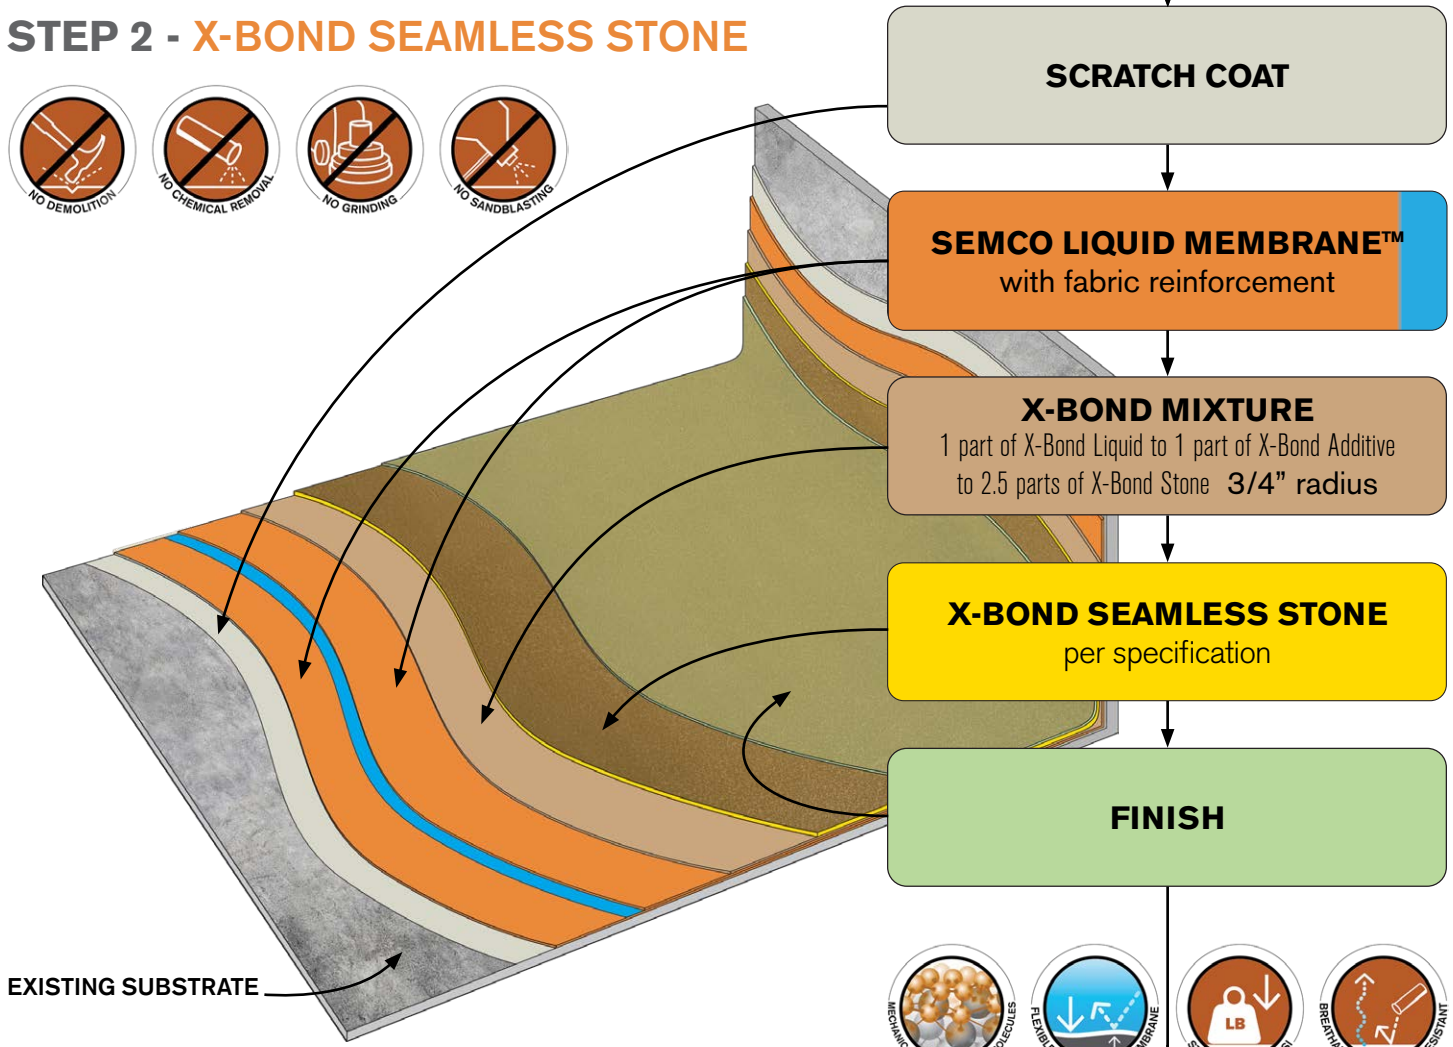 STEP 2 - X-BOND SEAMLESS STONE
NO DEMOLITION
NO CHEMICAL REMOVAL
NO GRINDING
NO SANDBLASTING
SCRATCH COAT
SEMCO LIQUID MEMBRANE™
with fabric reinforcement
X-BOND MIXTURE
1 part of X-Bond Liquid to 1 part of X-Bond Additive
to 2.5 parts of X-Bond Stone 3/4” radius
X-BOND SEAMLESS STONE
per specification
FINISH
EXISTING SUBSTRATE
FLEXIBLE
LB